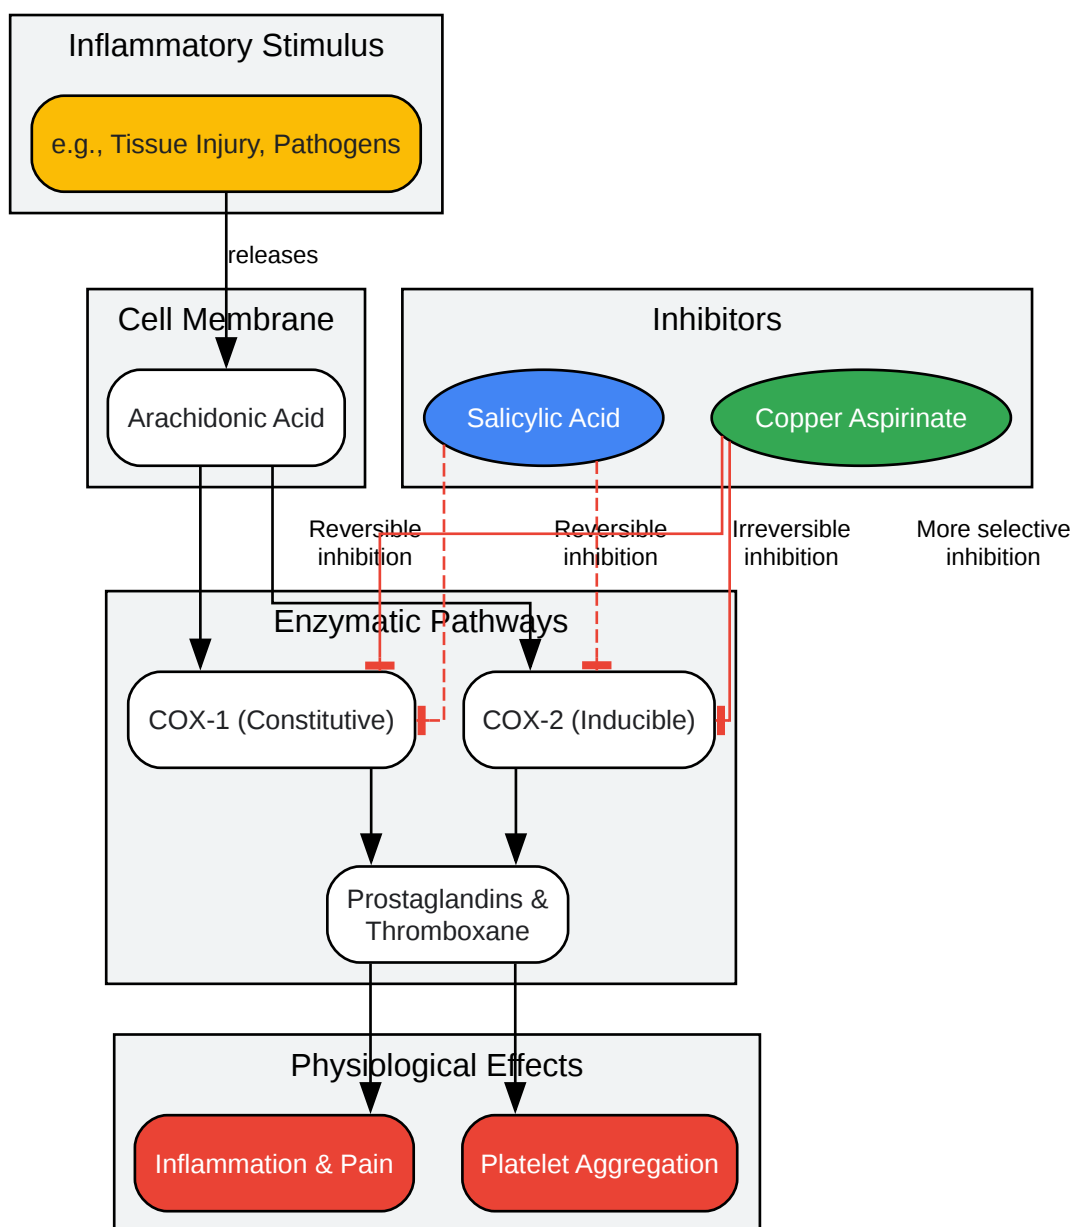 Inflammatory Stimulus
e.g., Tissue Injury, Pathogens
releases
Cell Membrane
Inhibitors
Arachidonic Acid
Salicylic Acid
Copper Aspirinate
Reversible
inhibition
Reversible
inhibition
Irreversible
inhibition
More selective
inhibition
Enzymatic Pathways
COX-1 (Constitutive)
COX-2 (Inducible)
Prostaglandins &
Thromboxane
Physiological Effects
Inflammation & Pain
Platelet Aggregation